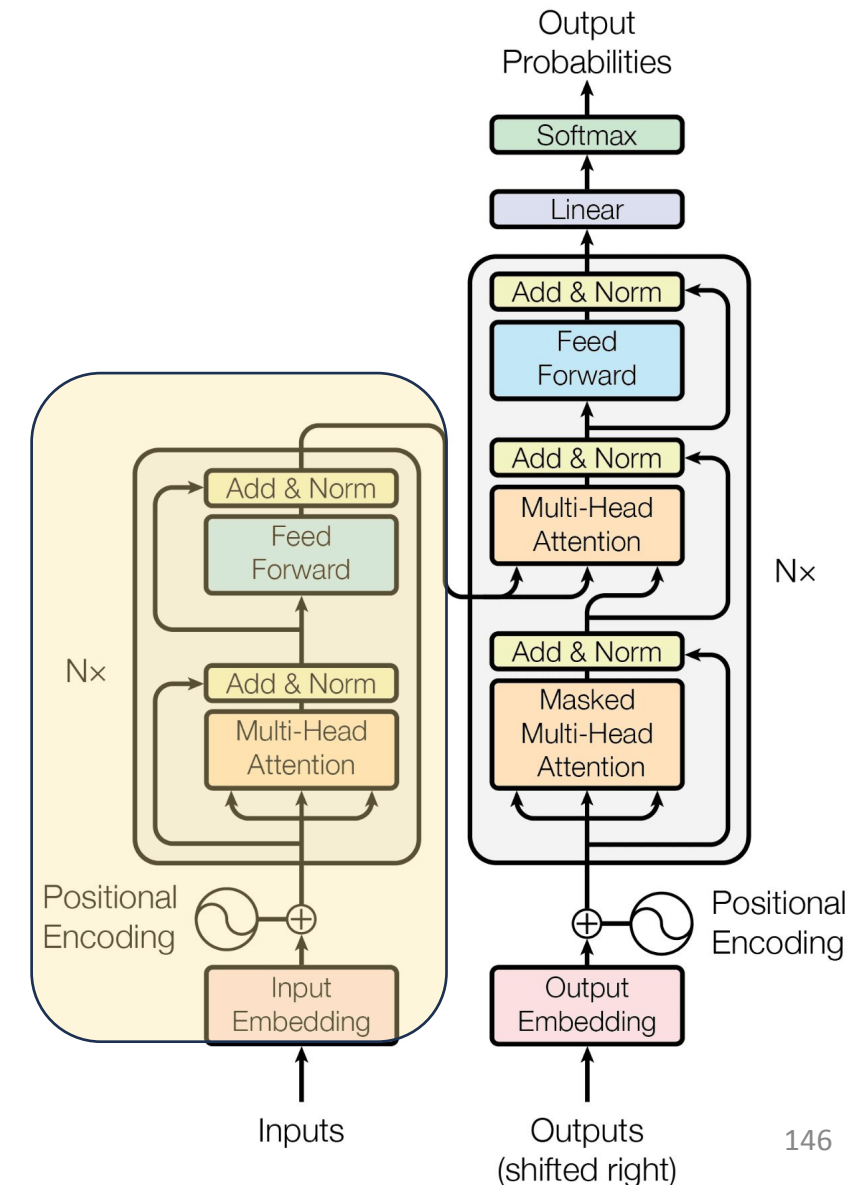 Output
Probabilities
Softmax
Linear
Add & Norm
Feed
Forward
Add & Norm
Multi-Head
Attention
Add & Norm
Masked
Multi-Head
Attention
N×
Add & Norm
Feed
Forward
Add & Norm
Multi-Head
Attention
N×
Positional
Encoding
Positional
Encoding
Input
Embedding
Output
Embedding
Inputs
Outputs
(shifted right)
146